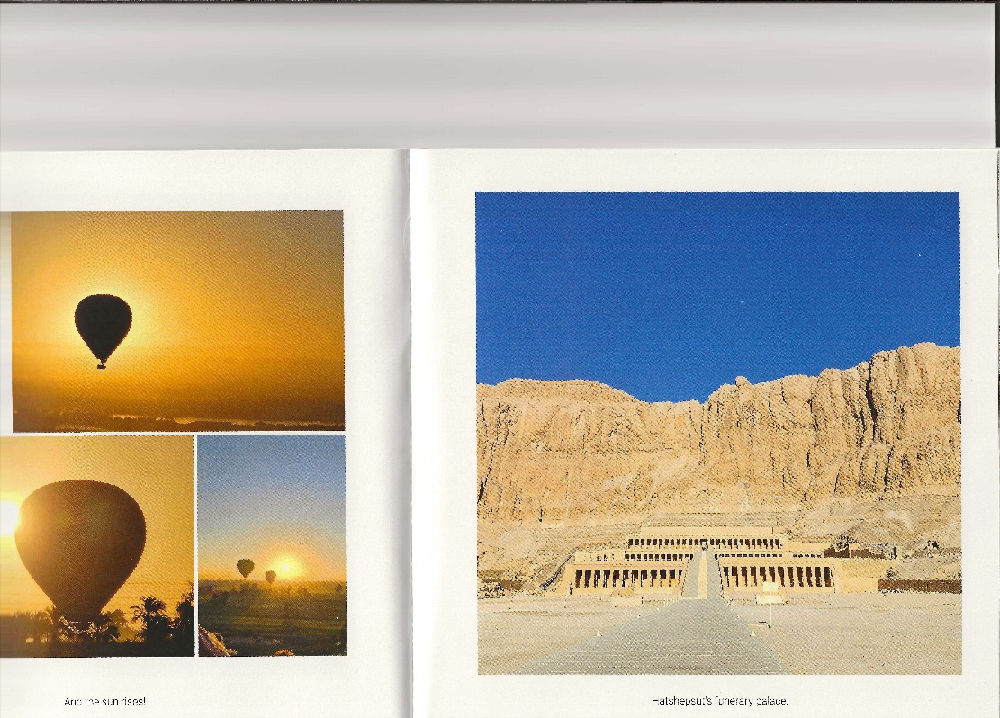 And the sun rises!
Hatshepsut's funerary palace.